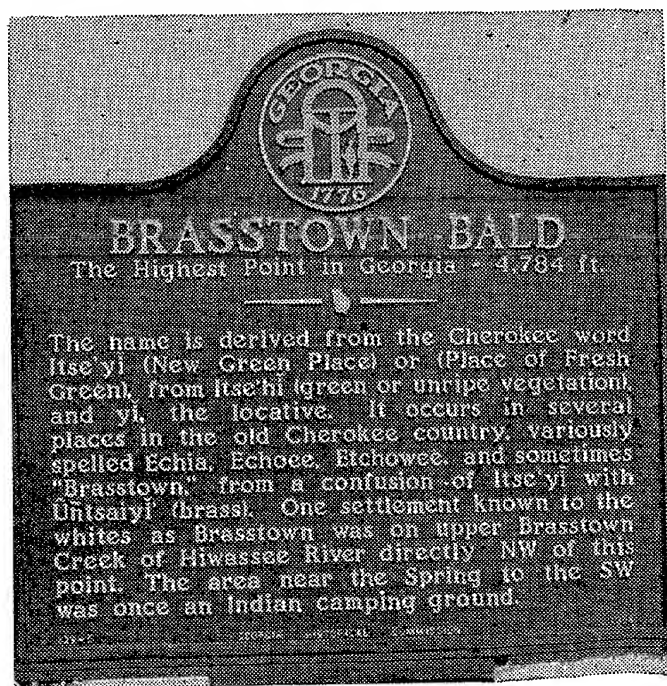 GEORGIA
1776
BRASSTOWN BALD
The Highest Point in Georgia - 4,784 ft.
The name is derived from the Cherokee word
Itse'yi (New Green Place) or (Place of Fresh
Green), from Itse'hi (green or unripe vegetation),
and yi, the locative. It occurs in several
places in the old Cherokee country, variously
spelled Echia, Echoee, Etchowee, and sometimes
"Brasstown," from a confusion of Itse'yi with
Untsaiyi' (brass). One settlement known to the
whites as Brasstown was on upper Brasstown
Creek of Hiwassee River directly NW of this
point. The area near the Spring to the SW
was once an Indian camping ground.
GEORGIA HISTORICAL COMMISSION